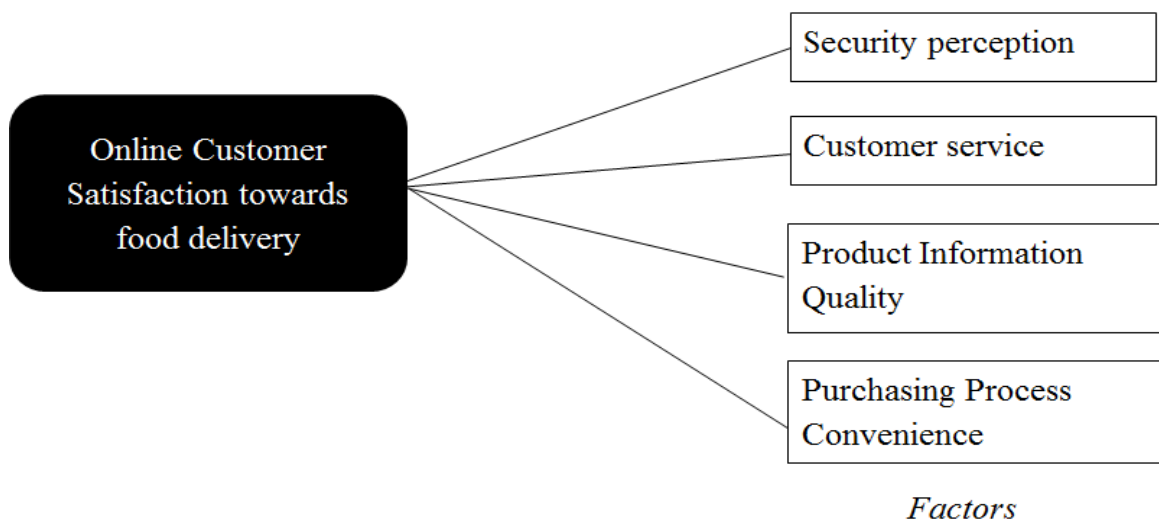 Online Customer
Satisfaction towards
food delivery
Security perception
Customer service
Product Information
Quality
Purchasing Process
Convenience
Factors